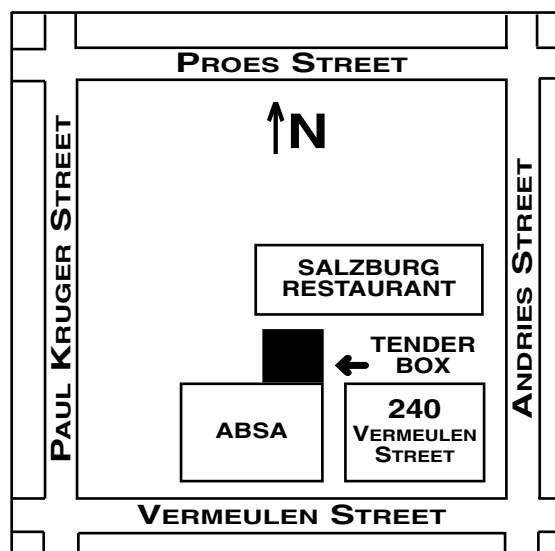 PROES STREET
N
PAUL KRUGER STREET
ANDRIES STREET
SALZBURG
RESTAURANT
TENDER
BOX
ABSA
240
VERMEULEN
STREET
VERMEULEN STREET